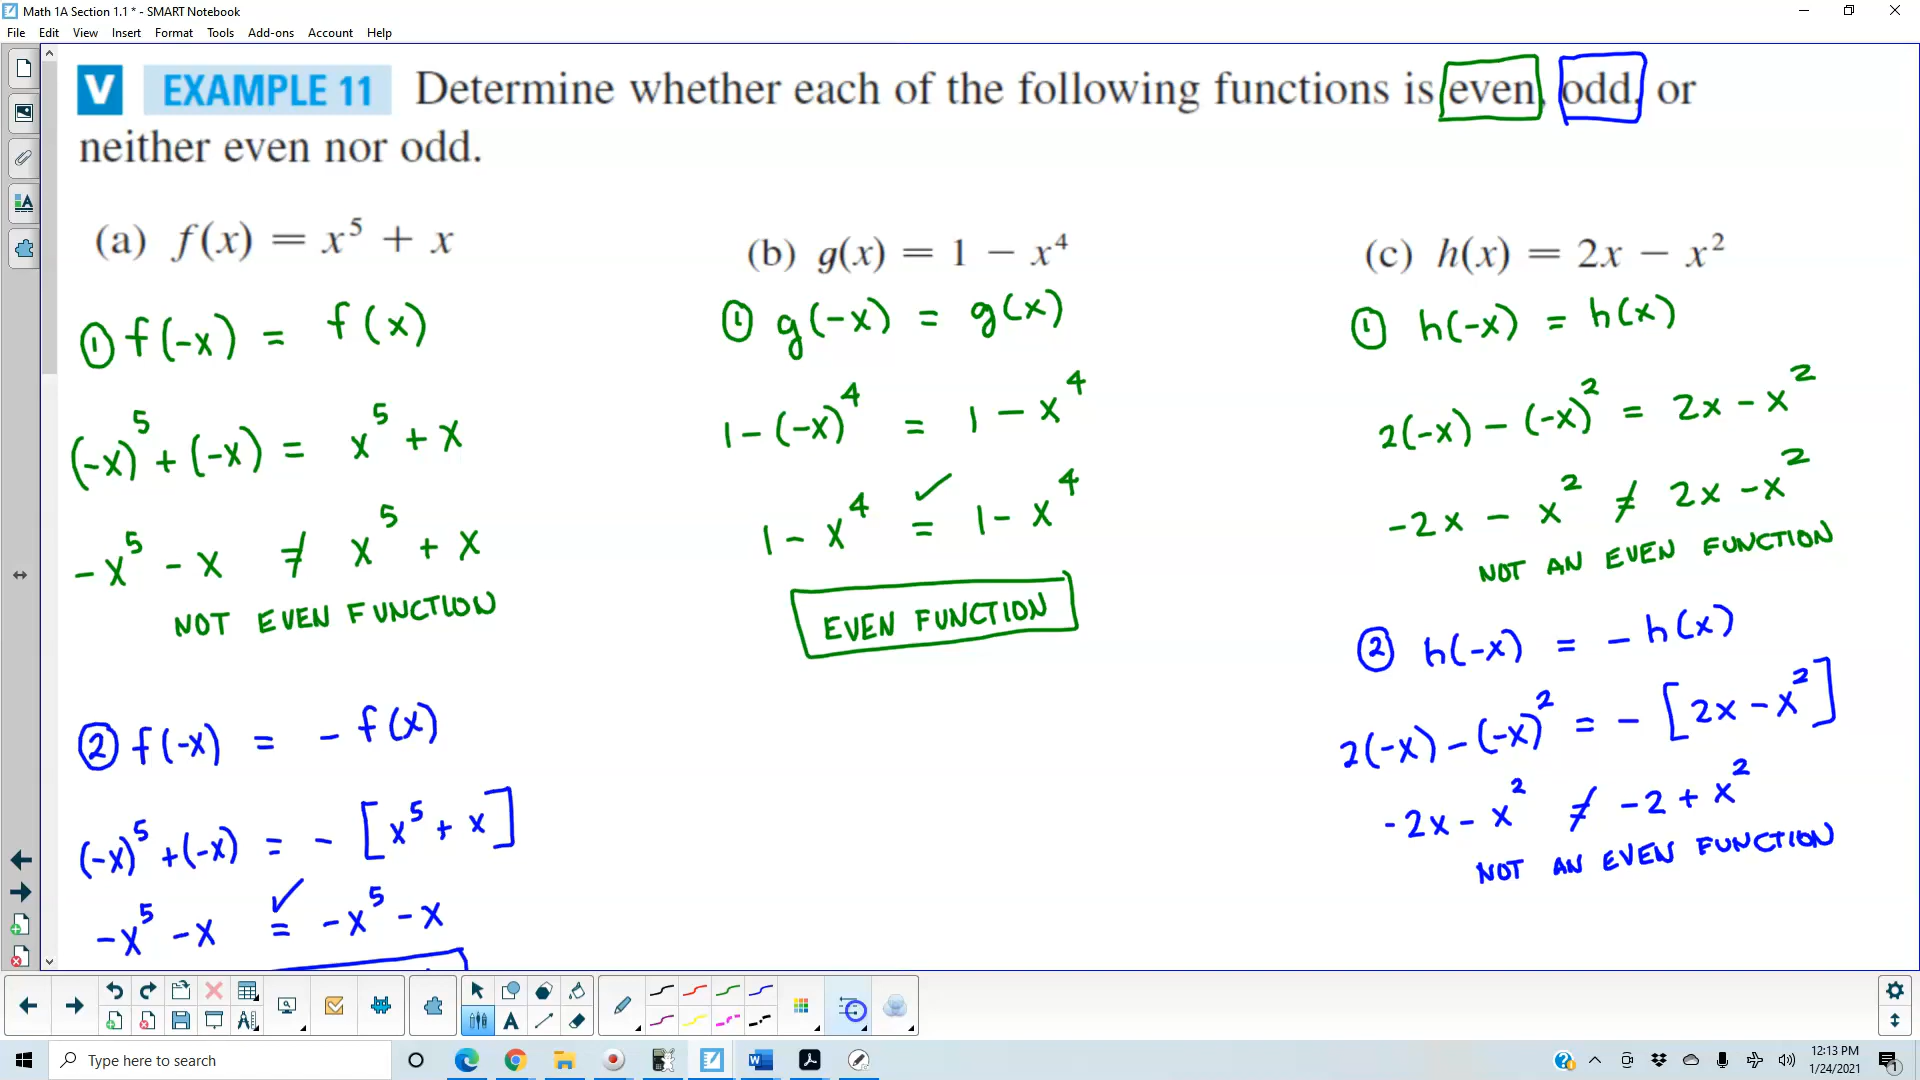 Math 1A Section 1.1 * - SMART Notebook
File Edit View Insert Format Tools Add-ons Account Help
V EXAMPLE 11 Determine whether each of the following functions is even, odd, or
neither even nor odd.
(a) f(x) = x⁵ + x
① f(-x) = f(x)
(-x)⁵ + (-x) = x⁵ + x
-x⁵ - x ≠ x⁵ + x
NOT EVEN FUNCTION
② f(-x) = - f(x)
(-x)⁵ + (-x) = - [x⁵ + x]
-x⁵ - x =✓ -x⁵ - x
(b) g(x) = 1 − x⁴
① g(-x) = g(x)
1 - (-x)⁴ = 1 - x⁴
1 - x⁴ =✓ 1 - x⁴
EVEN FUNCTION
(c) h(x) = 2x − x²
① h(-x) = h(x)
2(-x) - (-x)² = 2x - x²
-2x - x² ≠ 2x - x²
NOT AN EVEN FUNCTION
② h(-x) = - h(x)
2(-x) - (-x)² = - [2x - x²]
-2x - x² ≠ -2 + x²
NOT AN EVEN FUNCTION
Type here to search
12:13 PM
1/24/2021
1